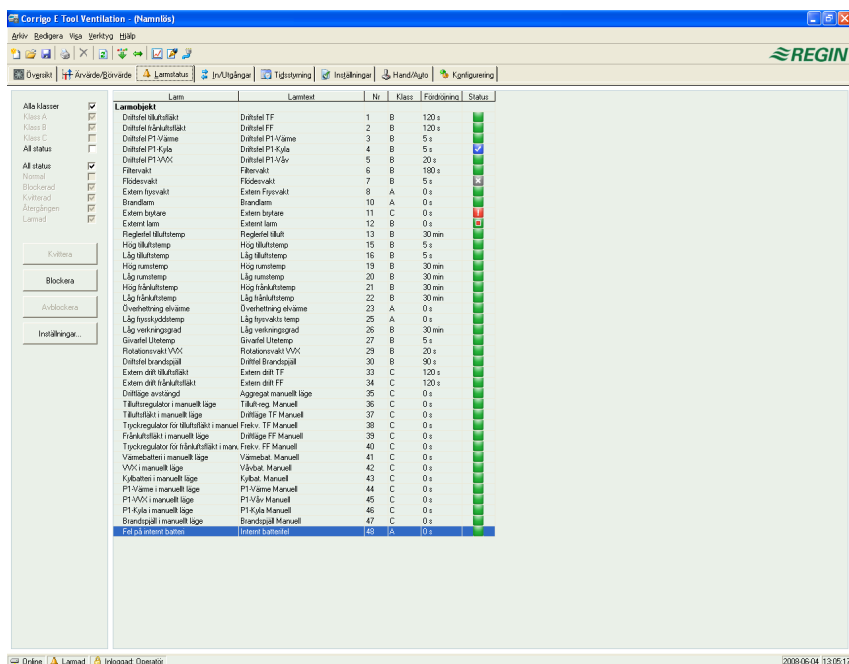 Corrigo E Tool Ventilation - (Namnlös)
Arkiv Redigera Visa Verktyg Hjälp
REGIN
Översikt Ärvärde/Börvärde Larmstatus In/Utgångar Tidsstyrning Inställningar Hand/Auto Konfigurering
Alla klasser
Klass A
Klass B
Klass C
All status
All status
Normal
Blockerad
Kvitterad
Återgången
Larmad
Kvittera
Blockera
Avblockera
Inställningar...
Larm Larmtext Nr Klass Fördröjning Status
Larmobjekt
Driftsfel tilluftsfläkt Driftsfel TF 1 B 120 s
Driftsfel frånluftsfläkt Driftsfel FF 2 B 120 s
Driftsfel P1-Värme Driftsfel P1-Värme 3 B 5 s
Driftsfel P1-Kyla Driftsfel P1-Kyla 4 B 5 s
Driftsfel P1-VVX Driftsfel P1-Våv 5 B 20 s
Filtervakt Filtervakt 6 B 180 s
Flödesvakt Flödesvakt 7 B 5 s
Extern frysvakt Extern Frysvakt 8 A 0 s
Brandlarm Brandlarm 10 A 0 s
Extern brytare Extern brytare 11 C 0 s
Externt larm Externt larm 12 B 0 s
Reglerfel tilluftstemp Reglerfel tilluft 13 B 30 min
Hög tilluftstemp Hög tilluftstemp 15 B 5 s
Låg tilluftstemp Låg tilluftstemp 16 B 5 s
Hög rumstemp Hög rumstemp 19 B 30 min
Låg rumstemp Låg rumstemp 20 B 30 min
Hög frånluftstemp Hög frånluftstemp 21 B 30 min
Låg frånluftstemp Låg frånluftstemp 22 B 30 min
Överhettning elvärme Överhettning elvärme 23 A 0 s
Låg frysskyddstemp Låg frysvakts temp 25 A 0 s
Låg verkningsgrad Låg verkningsgrad 26 B 30 min
Givarfel Utetemp Givarfel Utetemp 27 B 5 s
Rotationsvakt VVX Rotationsvakt VVX 29 B 20 s
Driftsfel brandspjäll Driftfel Brandspjäll 30 B 90 s
Extern drift tilluftsfläkt Extern drift TF 33 C 120 s
Extern drift frånluftsfläkt Extern drift FF 34 C 120 s
Driftläge avstängd Aggregat manuellt läge 35 C 0 s
Tilluftsregulator i manuellt läge Tilluft-reg. Manuell 36 C 0 s
Tilluftsfläkt i manuellt läge Driftläge TF Manuell 37 C 0 s
Tryckregulator för tilluftsfläkt i manuel Frekv. TF Manuell 38 C 0 s
Frånluftsfläkt i manuellt läge Driftläge FF Manuell 39 C 0 s
Tryckregulator för frånluftsfläkt i manu Frekv. FF Manuell 40 C 0 s
Värmebatteri i manuellt läge Värmebat. Manuell 41 C 0 s
VVX i manuellt läge Våvbat. Manuell 42 C 0 s
Kylbatteri i manuellt läge Kylbat. Manuell 43 C 0 s
P1-Värme i manuellt läge P1-Värme Manuell 44 C 0 s
P1-VVX i manuellt läge P1-Våv Manuell 45 C 0 s
P1-Kyla i manuellt läge P1-Kyla Manuell 46 C 0 s
Brandspjäll i manuellt läge Brandspjäll Manuell 47 C 0 s
Fel på internt batteri Internt batterifel 48 A 0 s
Online Larmad Inloggad: Operatör 2008-06-04 13:05:17